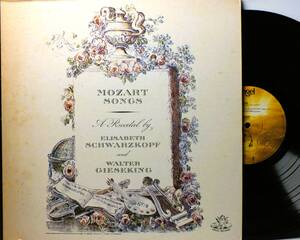 MOZART
SONGS
A Recital by
ELISABETH
SCHWARZKOPF
and
WALTER
GIESEKING